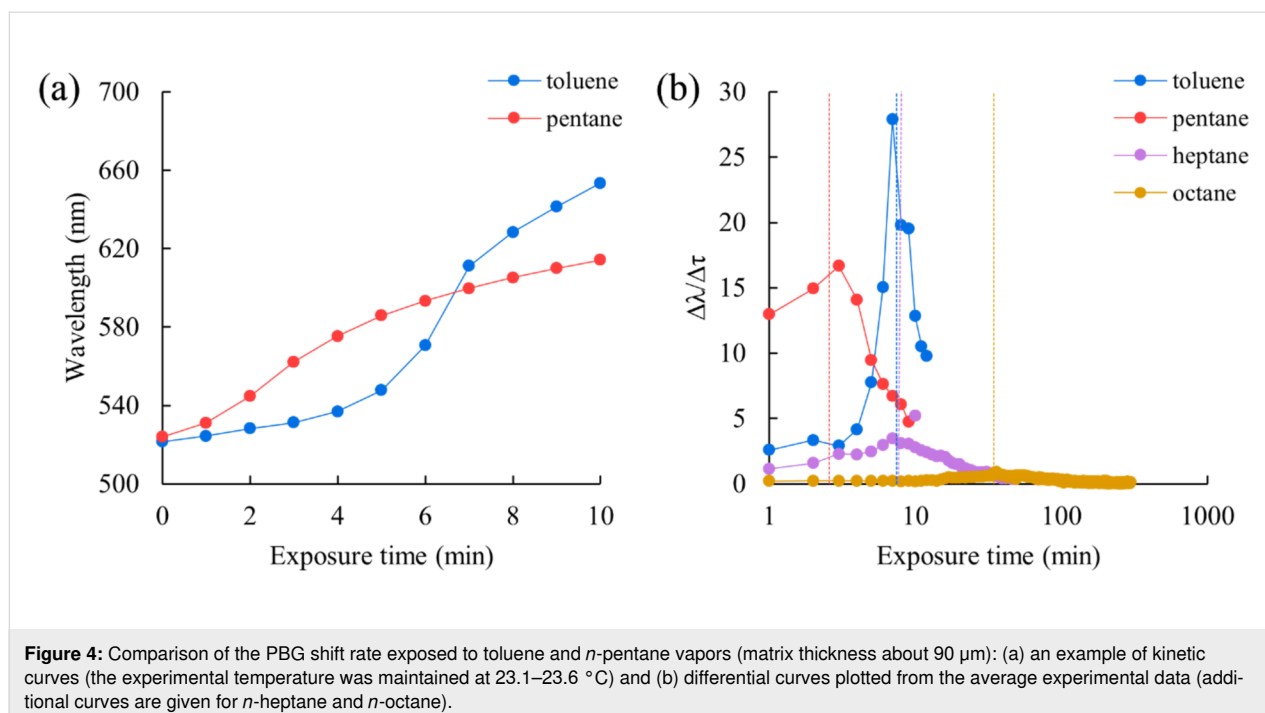 (a)
700
660
620
580
540
500
Wavelength (nm)
0 2 4 6 8 10
Exposure time (min)
toluene
pentane
(b)
30
25
20
15
10
5
0
Δλ/Δτ
1 10 100 1000
Exposure time (min)
toluene
pentane
heptane
octane
Figure 4: Comparison of the PBG shift rate exposed to toluene and n-pentane vapors (matrix thickness about 90 μm): (a) an example of kinetic
curves (the experimental temperature was maintained at 23.1–23.6 °C) and (b) differential curves plotted from the average experimental data (addi-
tional curves are given for n-heptane and n-octane).